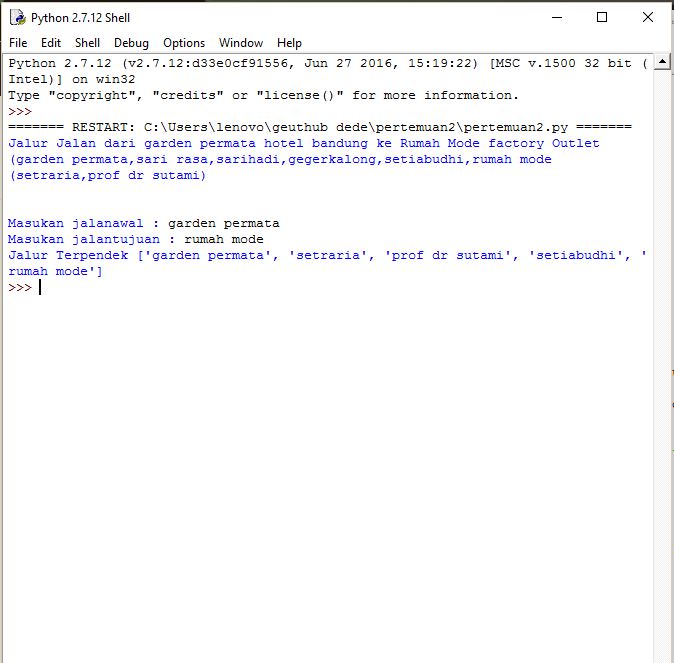 Python 2.7.12 Shell
File Edit Shell Debug Options Window Help
Python 2.7.12 (v2.7.12:d33e0cf91556, Jun 27 2016, 15:19:22) [MSC v.1500 32 bit (
Intel)] on win32
Type "copyright", "credits" or "license()" for more information.
>>>
======= RESTART: C:\Users\lenovo\geuthub dede\pertemuan2\pertemuan2.py =======
Jalur Jalan dari garden permata hotel bandung ke Rumah Mode factory Outlet
(garden permata,sari rasa,sarihadi,gegerkalong,setiabudhi,rumah mode
(setraria,prof dr sutami)
Masukan jalanawal : garden permata
Masukan jalantujuan : rumah mode
Jalur Terpendek ['garden permata', 'setraria', 'prof dr sutami', 'setiabudhi', '
rumah mode']
>>>